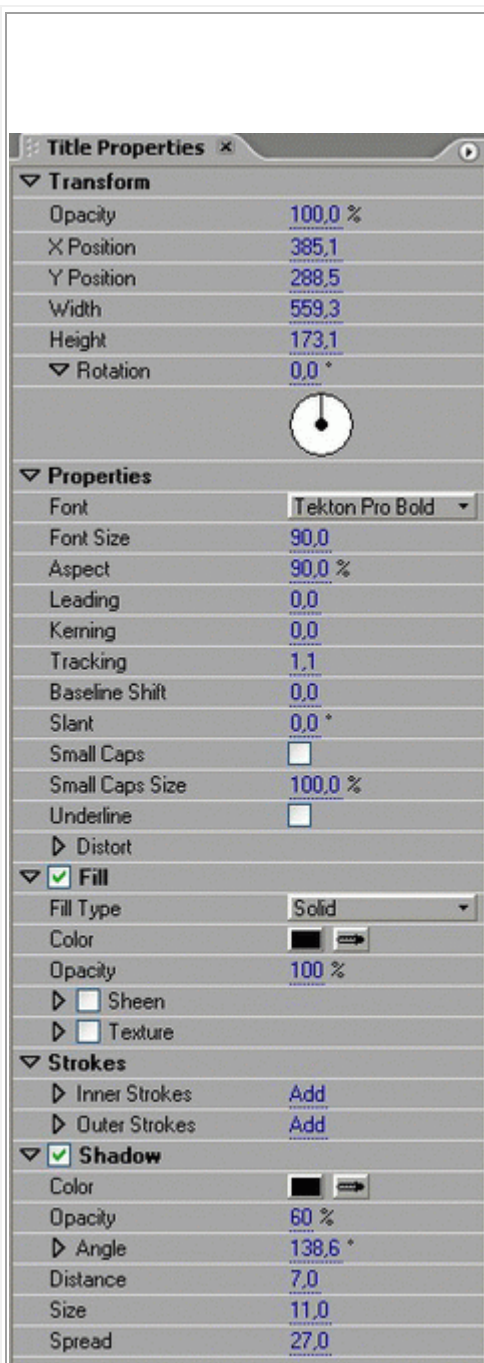 Title Properties
Transform
Opacity 100,0 %
X Position 385,1
Y Position 288,5
Width 559,3
Height 173,1
Rotation 0,0 °
Properties
Font Tekton Pro Bold
Font Size 90,0
Aspect 90,0 %
Leading 0,0
Kerning 0,0
Tracking 1,1
Baseline Shift 0,0
Slant 0,0 °
Small Caps
Small Caps Size 100,0 %
Underline
Distort
Fill
Fill Type Solid
Color
Opacity 100 %
Sheen
Texture
Strokes
Inner Strokes Add
Outer Strokes Add
Shadow
Color
Opacity 60 %
Angle 138,6 °
Distance 7,0
Size 11,0
Spread 27,0